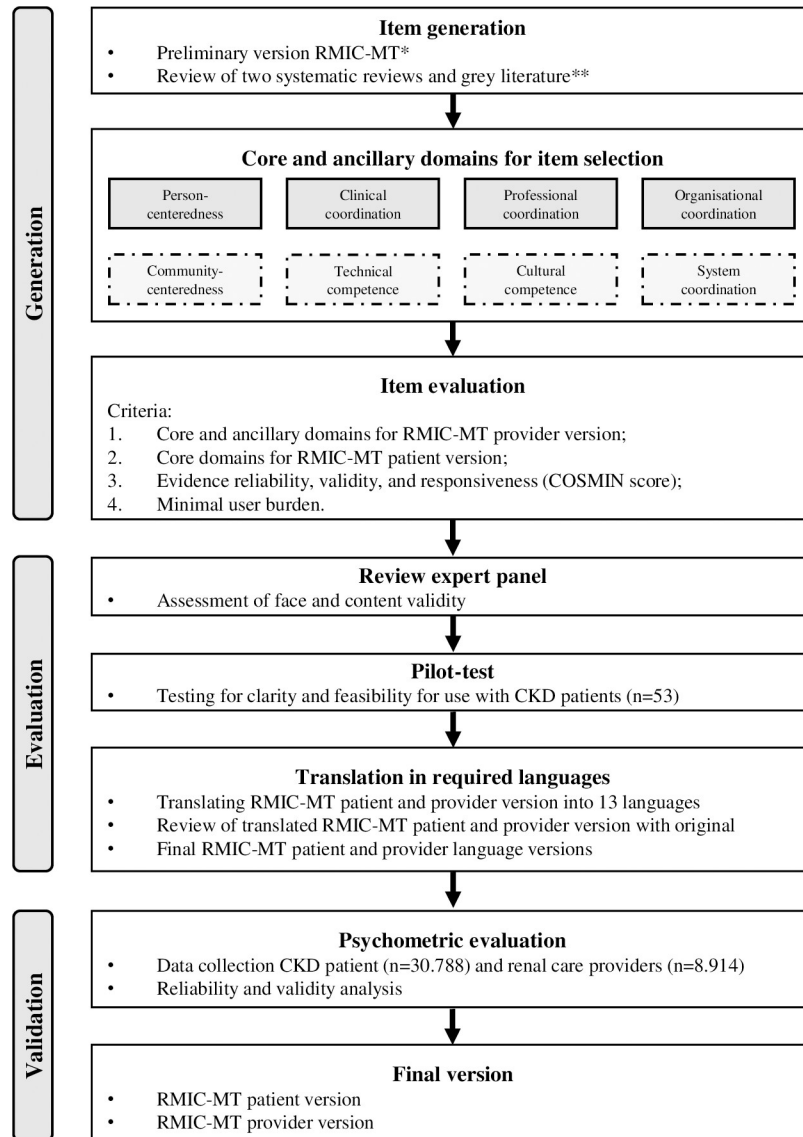 Generation
Item generation
• Preliminary version RMIC-MT*
• Review of two systematic reviews and grey literature**
Core and ancillary domains for item selection
Person-
centeredness
Clinical
coordination
Professional
coordination
Organisational
coordination
Community-
centeredness
Technical
competence
Cultural
competence
System
coordination
Item evaluation
Criteria:
1. Core and ancillary domains for RMIC-MT provider version;
2. Core domains for RMIC-MT patient version;
3. Evidence reliability, validity, and responsiveness (COSMIN score);
4. Minimal user burden.
Evaluation
Review expert panel
• Assessment of face and content validity
Pilot-test
• Testing for clarity and feasibility for use with CKD patients (n=53)
Translation in required languages
• Translating RMIC-MT patient and provider version into 13 languages
• Review of translated RMIC-MT patient and provider version with original
• Final RMIC-MT patient and provider language versions
Validation
Psychometric evaluation
• Data collection CKD patient (n=30.788) and renal care providers (n=8.914)
• Reliability and validity analysis
Final version
• RMIC-MT patient version
• RMIC-MT provider version